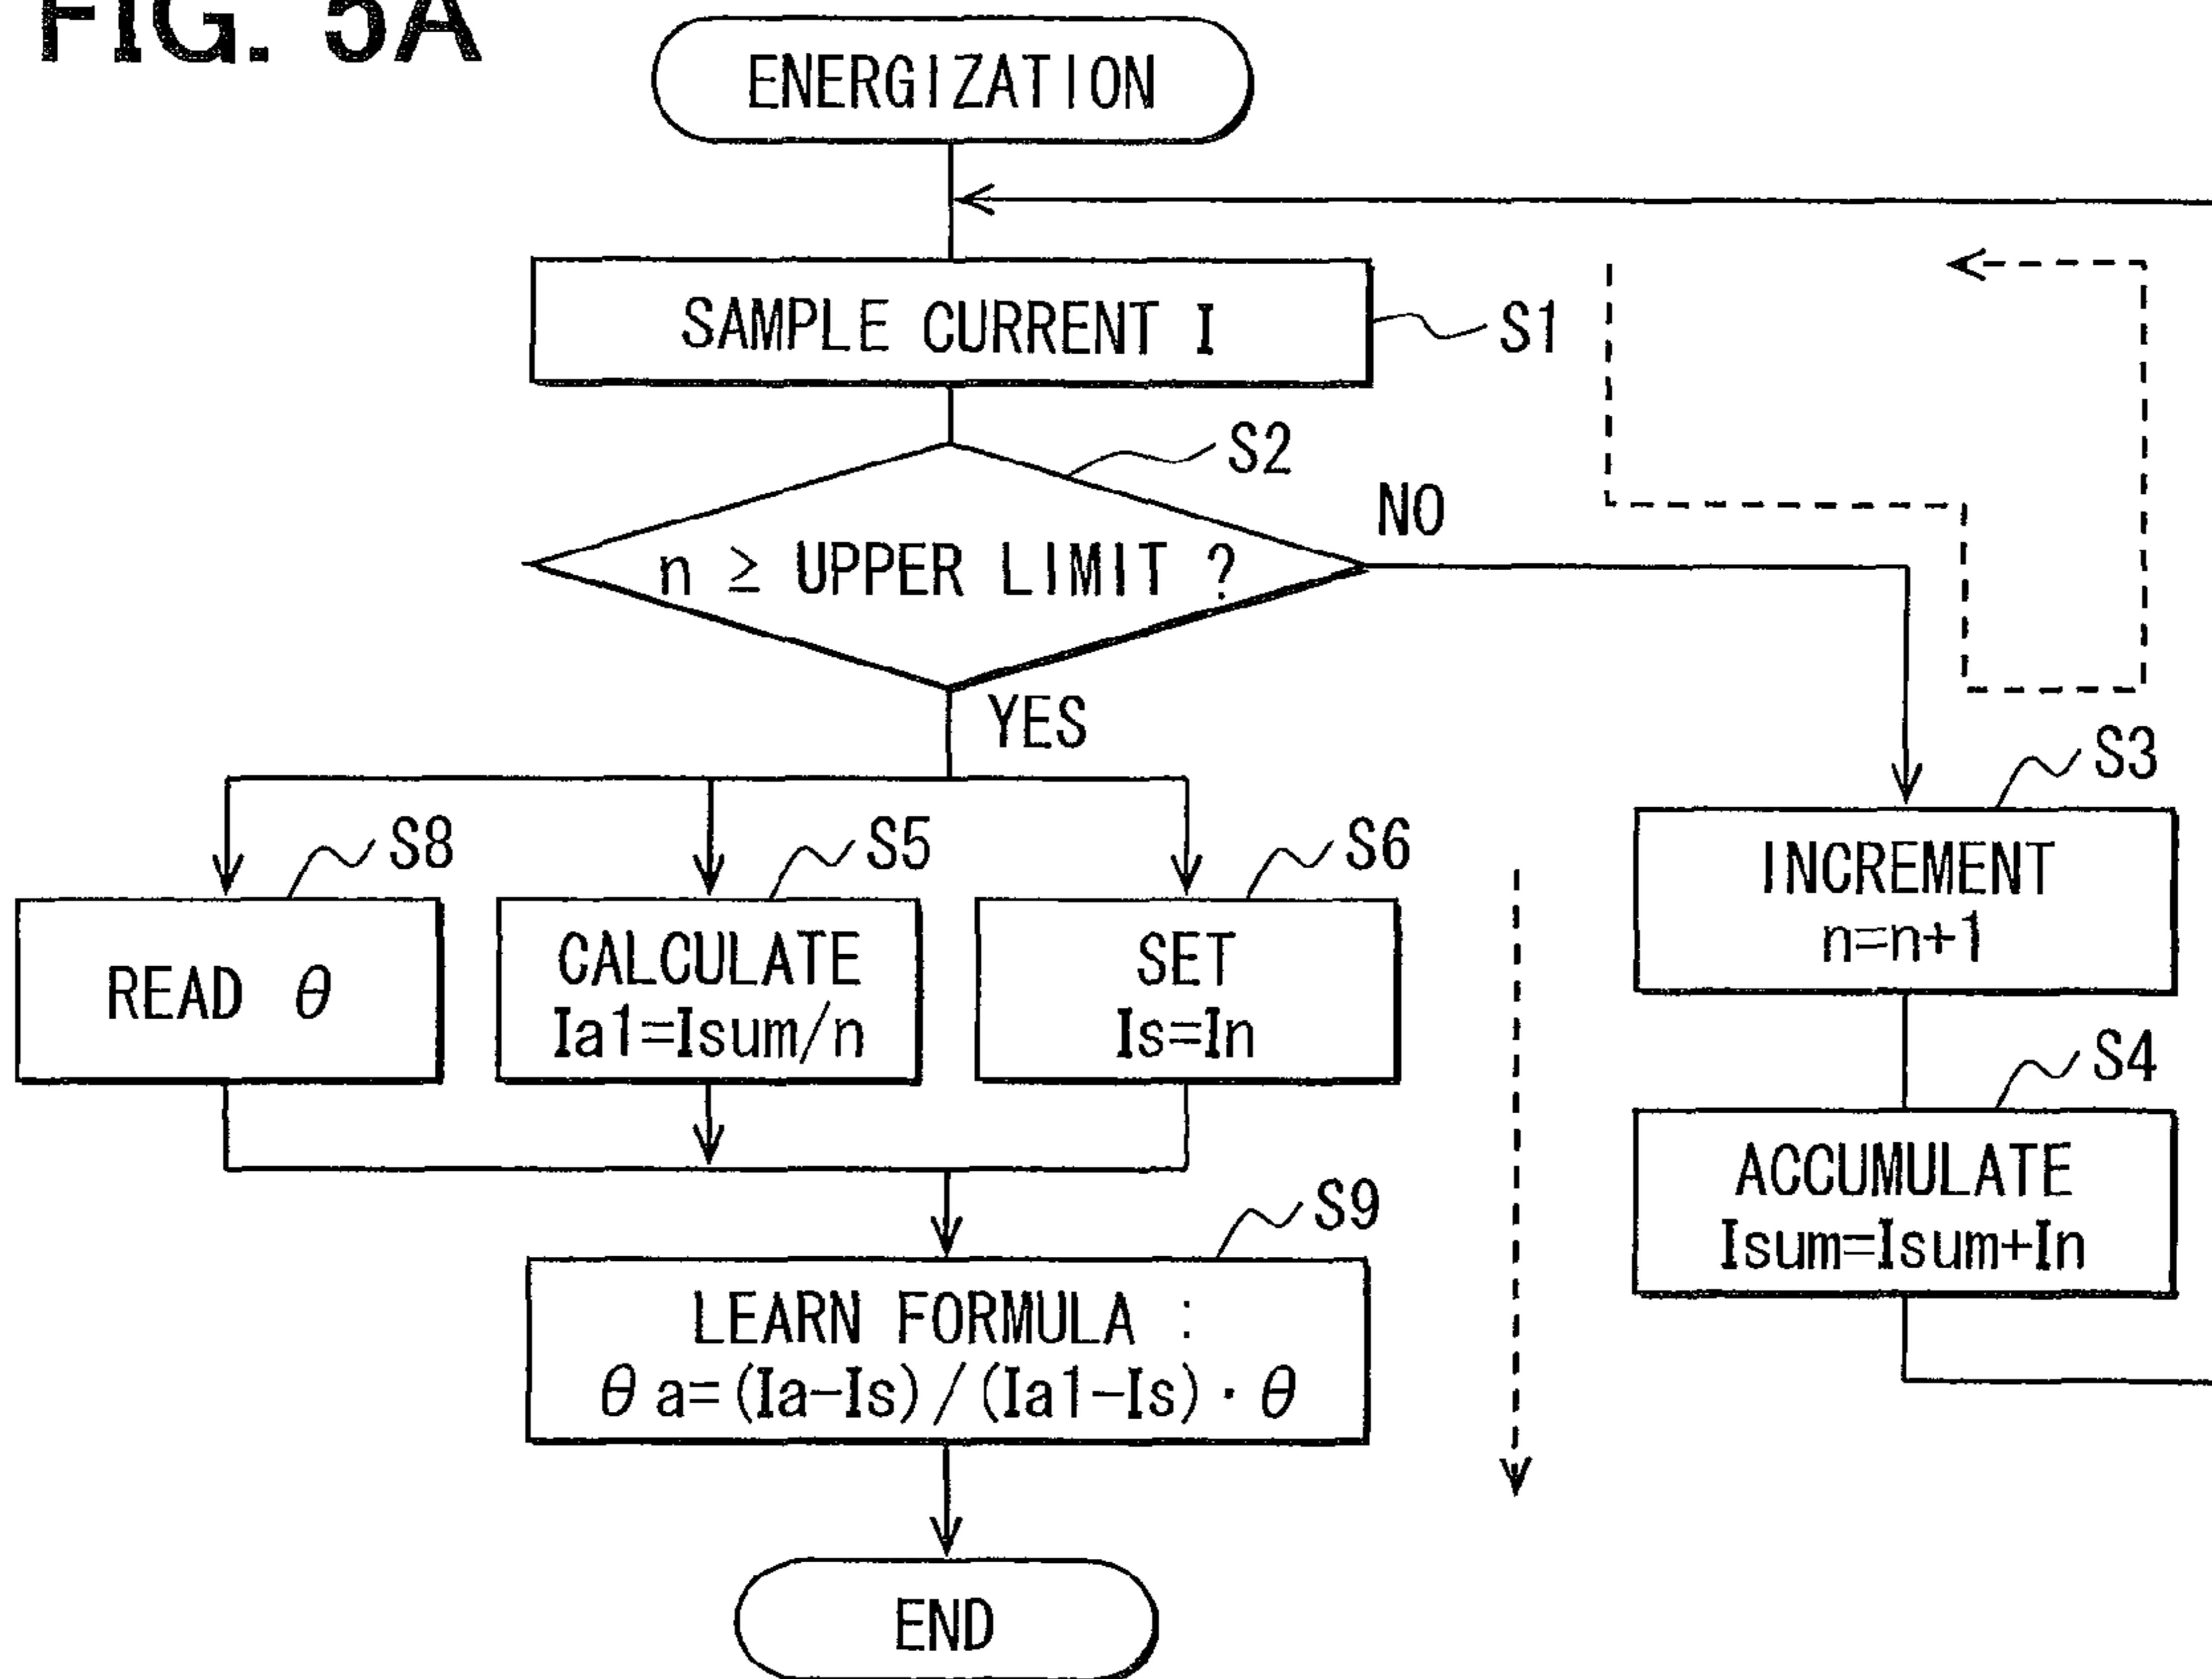 FIG. 5A
ENERGIZATION
SAMPLE CURRENT I
S1
S2
n ≥ UPPER LIMIT ?
NO
YES
S3
INCREMENT
n=n+1
S8
READ θ
S5
CALCULATE
Ia1=Isum/n
S6
SET
Is=In
S4
ACCUMULATE
Isum=Isum+In
S9
LEARN FORMULA :
θ a=(Ia-Is)/(Ia1-Is)・θ
END